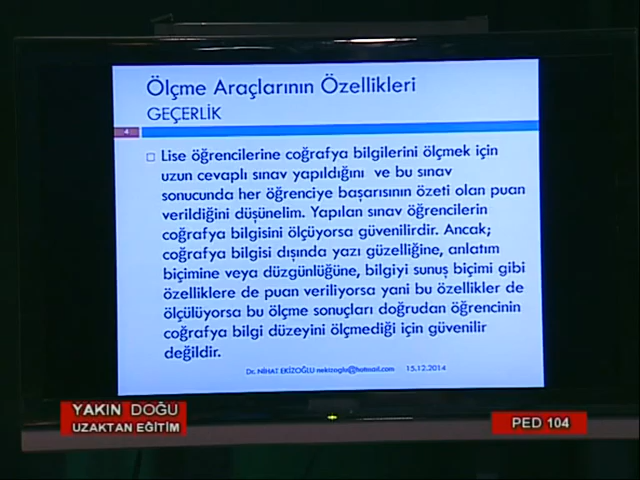 Ölçme Araçlarının Özellikleri
GEÇERLİK
4
□ Lise öğrencilerine coğrafya bilgilerini ölçmek için
uzun cevaplı sınav yapıldığını ve bu sınav
sonucunda her öğrenciye başarısının özeti olan puan
verildiğini düşünelim. Yapılan sınav öğrencilerin
coğrafya bilgisini ölçüyorsa güvenilirdir. Ancak;
coğrafya bilgisi dışında yazı güzelliğine, anlatım
biçimine veya düzgünlüğüne, bilgiyi sunuş biçimi gibi
özelliklere de puan veriliyorsa yani bu özellikler de
ölçülüyorsa bu ölçme sonuçları doğrudan öğrencinin
coğrafya bilgi düzeyini ölçmediği için güvenilir
değildir.
Dr. NİHAT EKİZOĞLU nekizoglu@hotmail.com 15.12.2014
YAKIN DOĞU
UZAKTAN EĞİTİM
PED 104